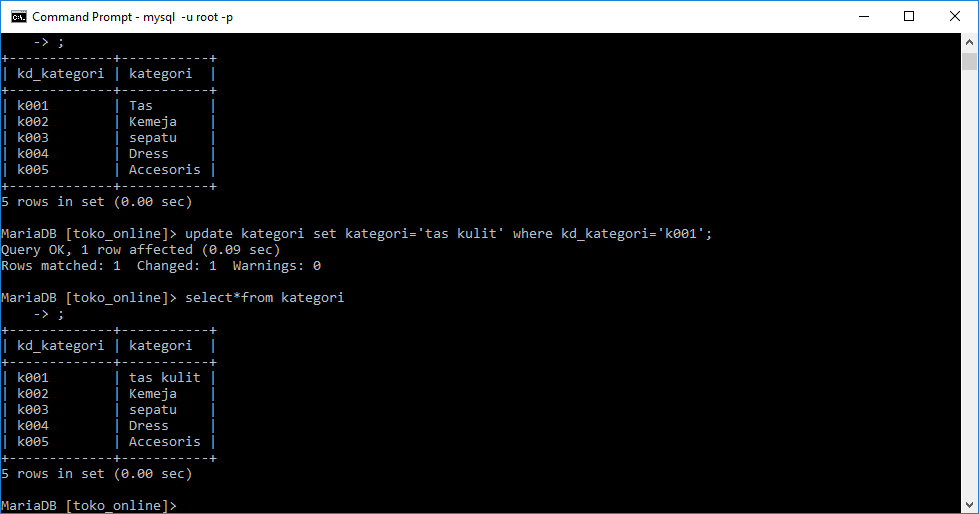 Command Prompt - mysql  -u root -p
    -> ;
+-------------+-----------+
| kd_kategori | kategori  |
+-------------+-----------+
| k001        | Tas       |
| k002        | Kemeja    |
| k003        | sepatu    |
| k004        | Dress     |
| k005        | Accesoris |
+-------------+-----------+
5 rows in set (0.00 sec)

MariaDB [toko_online]> update kategori set kategori='tas kulit' where kd_kategori='k001';
Query OK, 1 row affected (0.09 sec)
Rows matched: 1  Changed: 1  Warnings: 0

MariaDB [toko_online]> select*from kategori
    -> ;
+-------------+-----------+
| kd_kategori | kategori  |
+-------------+-----------+
| k001        | tas kulit |
| k002        | Kemeja    |
| k003        | sepatu    |
| k004        | Dress     |
| k005        | Accesoris |
+-------------+-----------+
5 rows in set (0.00 sec)

MariaDB [toko_online]>